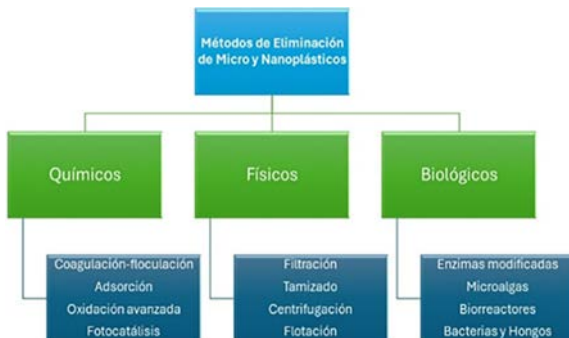 Métodos de Eliminación
de Micro y Nanoplásticos
Químicos
Físicos
Biológicos
Coagulación-floculación
Adsorción
Oxidación avanzada
Fotocatálisis
Filtración
Tamizado
Centrifugación
Flotación
Enzimas modificadas
Microalgas
Biorreactores
Bacterias y Hongos